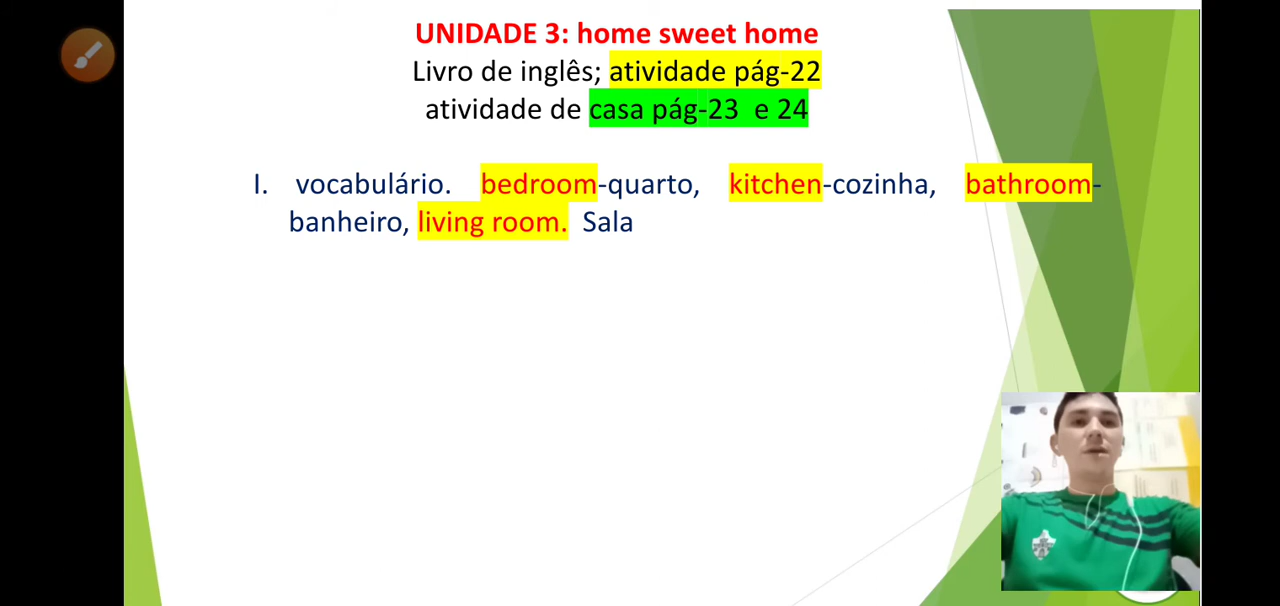 UNIDADE 3: home sweet home
Livro de inglês; atividade pág-22
atividade de casa pág-23 e 24
I. vocabulário. bedroom-quarto, kitchen-cozinha, bathroom-
banheiro, living room. Sala